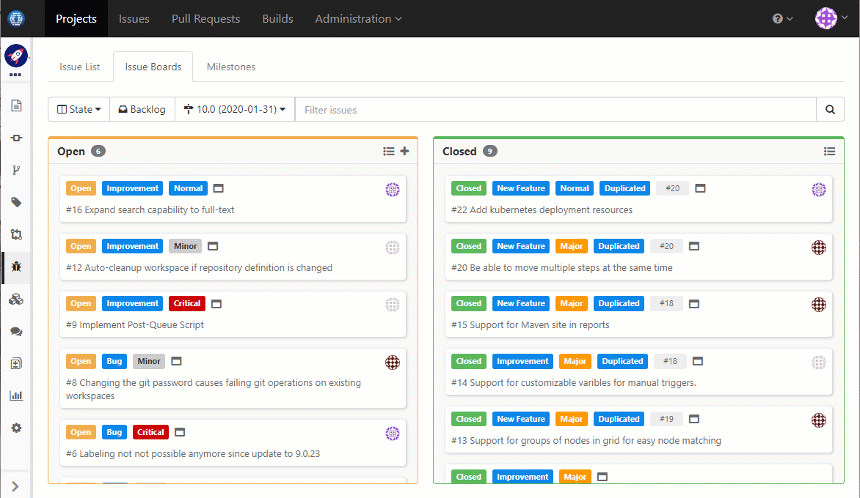 Projects Issues Pull Requests Builds Administration
Issue List Issue Boards Milestones
State Backlog 10.0 (2020-01-31) Filter issues
Open 6
Open Improvement Normal
#16 Expand search capability to full-text
Open Improvement Minor
#12 Auto-cleanup workspace if repository definition is changed
Open Improvement Critical
#9 Implement Post-Queue Script
Open Bug Minor
#8 Changing the git password causes failing git operations on existing
workspaces
Open Bug Critical
#6 Labeling not not possible anymore since update to 9.0.23
Closed 9
Closed New Feature Normal Duplicated #20
#22 Add kubernetes deployment resources
Closed New Feature Major Duplicated #20
#20 Be able to move multiple steps at the same time
Closed New Feature Major Duplicated #18
#15 Support for Maven site in reports
Closed Improvement Major Duplicated #18
#14 Support for customizable varibles for manual triggers.
Closed New Feature Major Duplicated #19
#13 Support for groups of nodes in grid for easy node matching
Closed Improvement Major